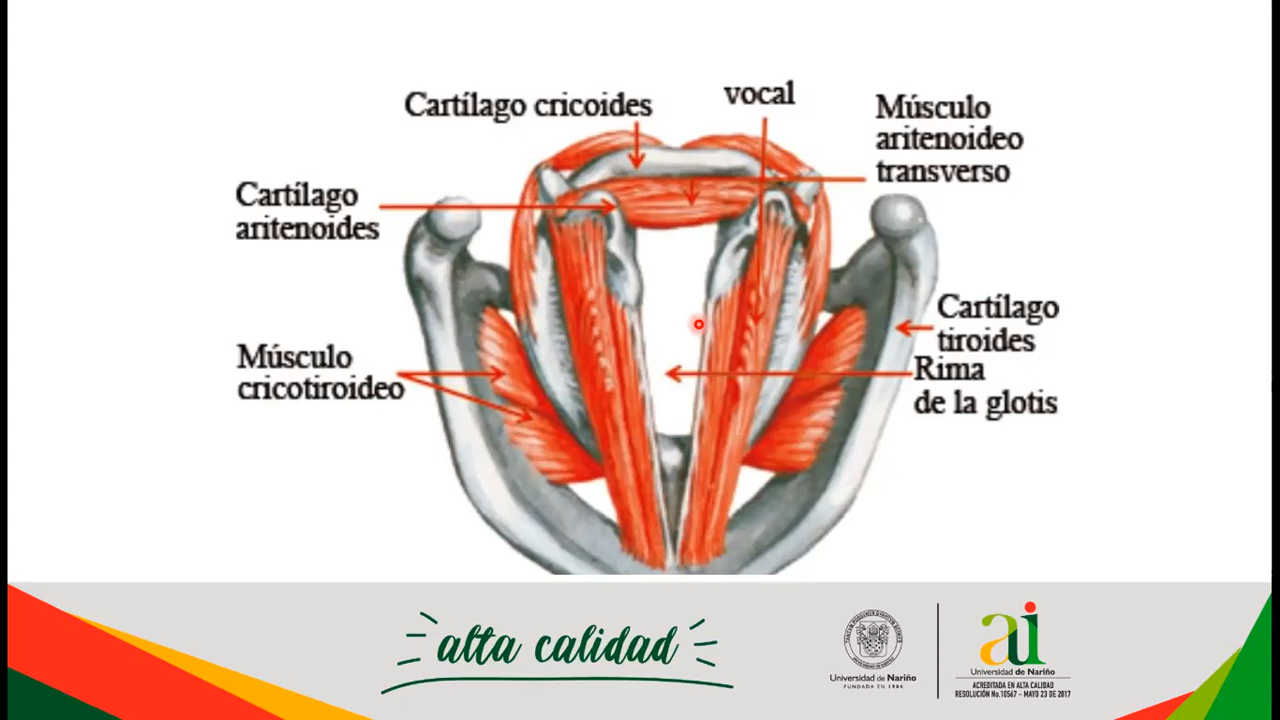 Cartílago cricoides
vocal
Músculo
aritenoideo
transverso
Cartílago
aritenoides
Cartílago
tiroides
Músculo
cricotiroideo
Rima
de la glotis
alta calidad
Universidad de Nariño
FUNDADA EN 1904
Universidad de Nariño
ACREDITADA EN ALTA CALIDAD
RESOLUCIÓN No.10567 - MAYO 23 DE 2017